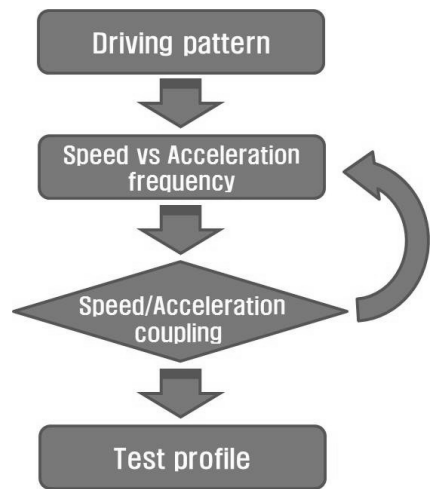 Driving pattern
Speed vs Acceleration
frequency
Speed/Acceleration
coupling
Test profile